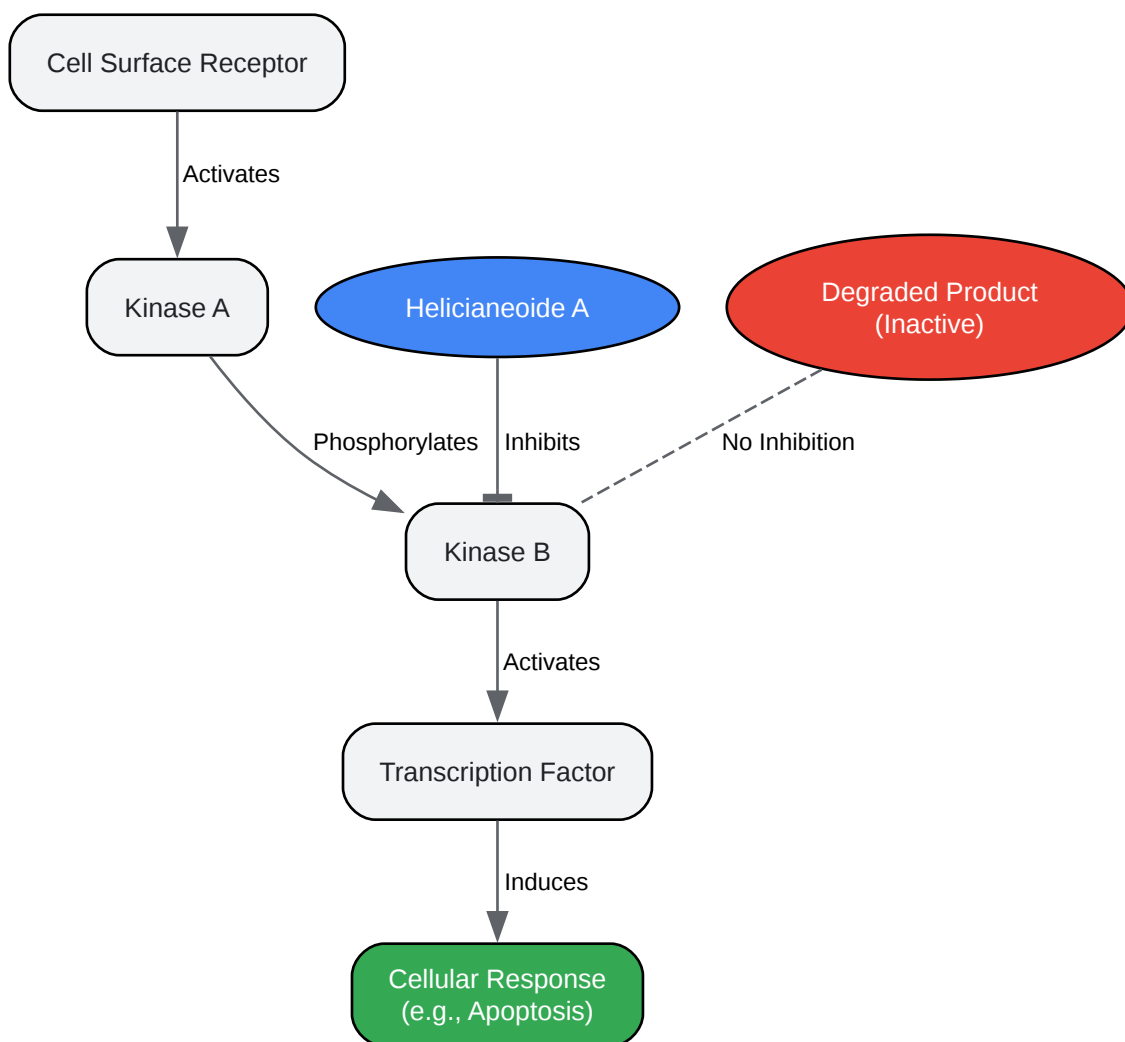 Cell Surface Receptor
Activates
Kinase A
Helicianeoide A
Degraded Product
(Inactive)
Phosphorylates
Inhibits
No Inhibition
Kinase B
Activates
Transcription Factor
Induces
Cellular Response
(e.g., Apoptosis)